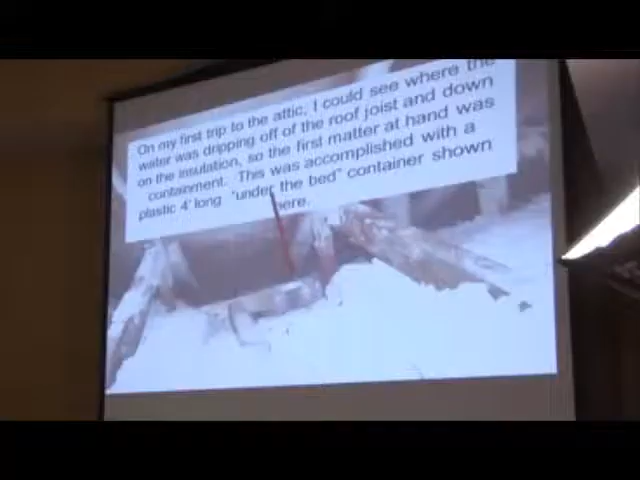 On my first trip to the attic, I could see where the
water was dripping off of the roof joist and down
on the insulation, so the first matter at hand was
containment. This was accomplished with a
plastic 4' long "under the bed" container shown
here.